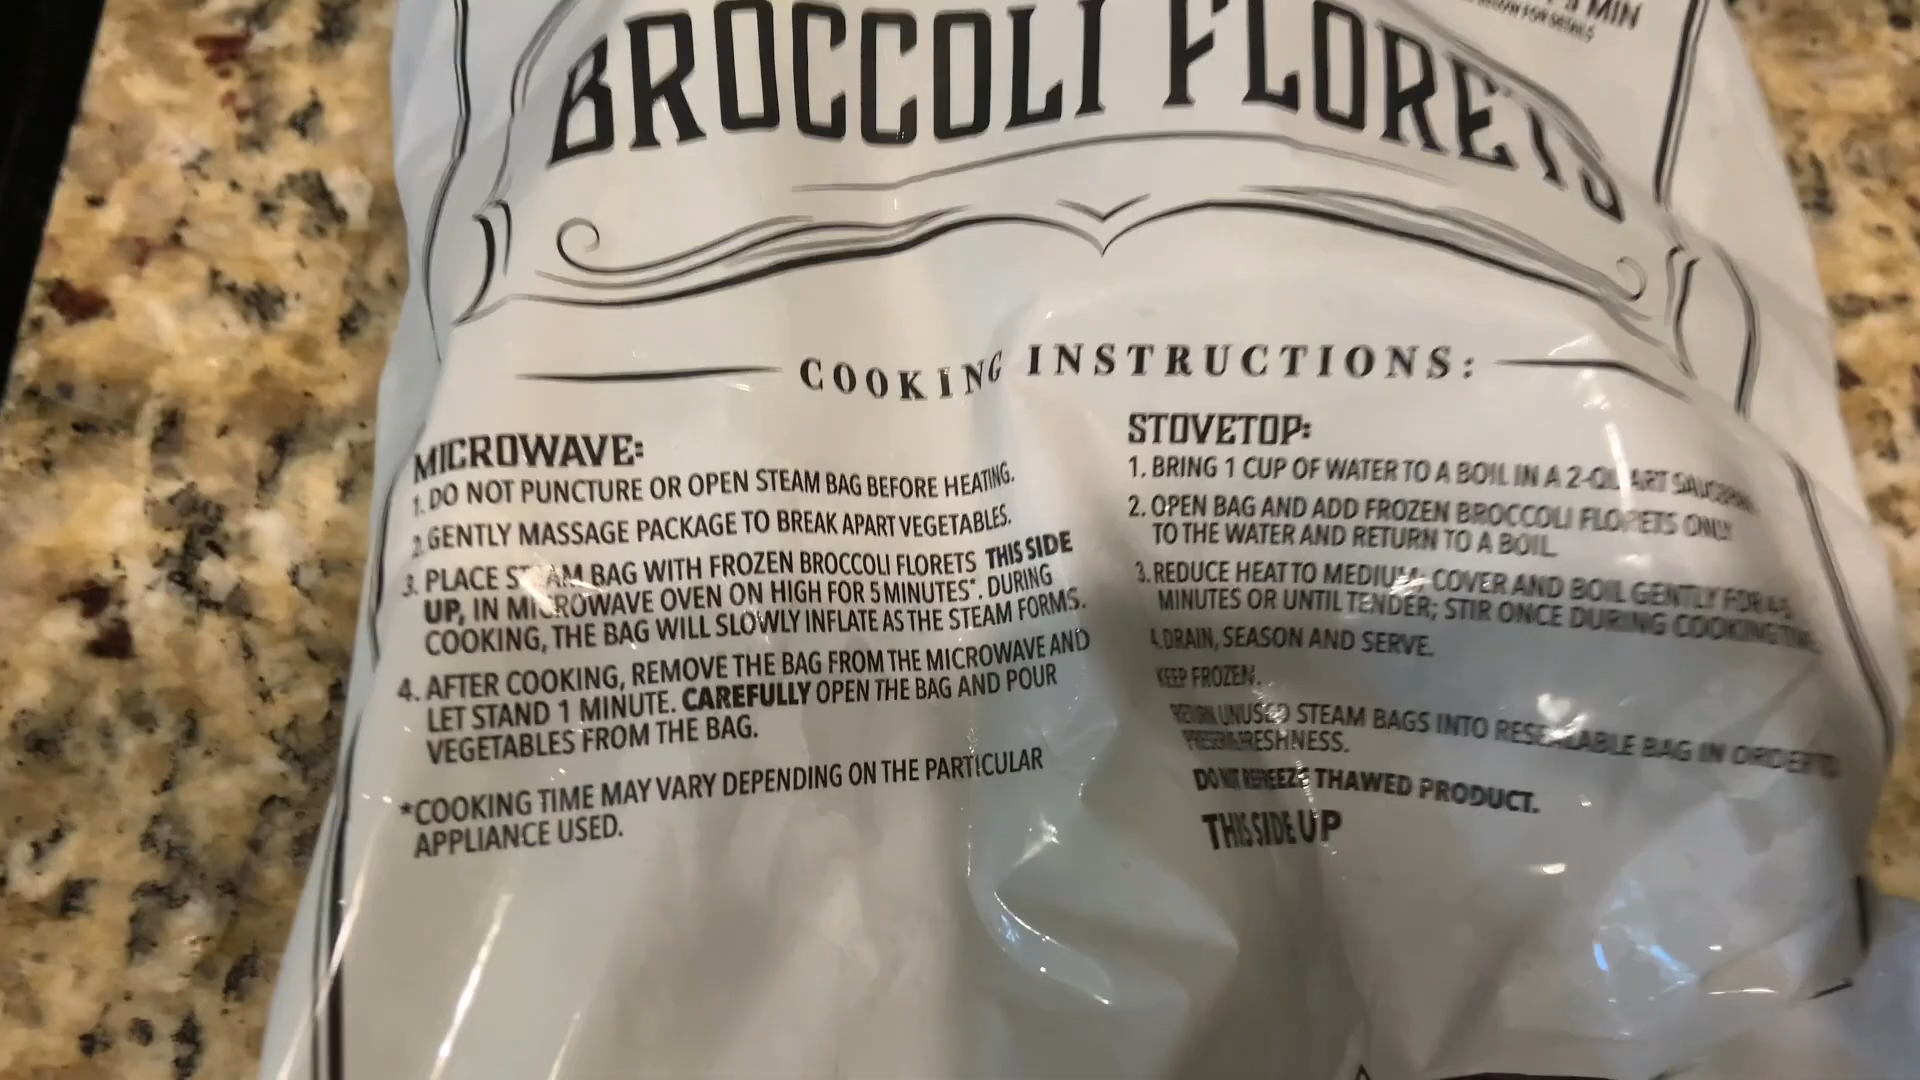 BROCCOLI FLORETS
MIN
COOKING INSTRUCTIONS:
MICROWAVE:
1. DO NOT PUNCTURE OR OPEN STEAM BAG BEFORE HEATING.
2. GENTLY MASSAGE PACKAGE TO BREAK APART VEGETABLES.
3. PLACE STEAM BAG WITH FROZEN BROCCOLI FLORETS THIS SIDE
UP, IN MICROWAVE OVEN ON HIGH FOR 5 MINUTES*. DURING
COOKING, THE BAG WILL SLOWLY INFLATE AS THE STEAM FORMS.
4. AFTER COOKING, REMOVE THE BAG FROM THE MICROWAVE AND
LET STAND 1 MINUTE. CAREFULLY OPEN THE BAG AND POUR
VEGETABLES FROM THE BAG.
*COOKING TIME MAY VARY DEPENDING ON THE PARTICULAR
APPLIANCE USED.
STOVETOP:
1. BRING 1 CUP OF WATER TO A BOIL IN A 2-QUART SAUCEPAN.
2. OPEN BAG AND ADD FROZEN BROCCOLI FLORETS ONLY
TO THE WATER AND RETURN TO A BOIL.
3. REDUCE HEAT TO MEDIUM; COVER AND BOIL GENTLY FOR
MINUTES OR UNTIL TENDER; STIR ONCE DURING COOKING
4. DRAIN, SEASON AND SERVE.
KEEP FROZEN.
RETURN UNUSED STEAM BAGS INTO RESEALABLE BAG IN ORDER TO
PRESERVE FRESHNESS.
DO NOT REFREEZE THAWED PRODUCT.
THIS SIDE UP